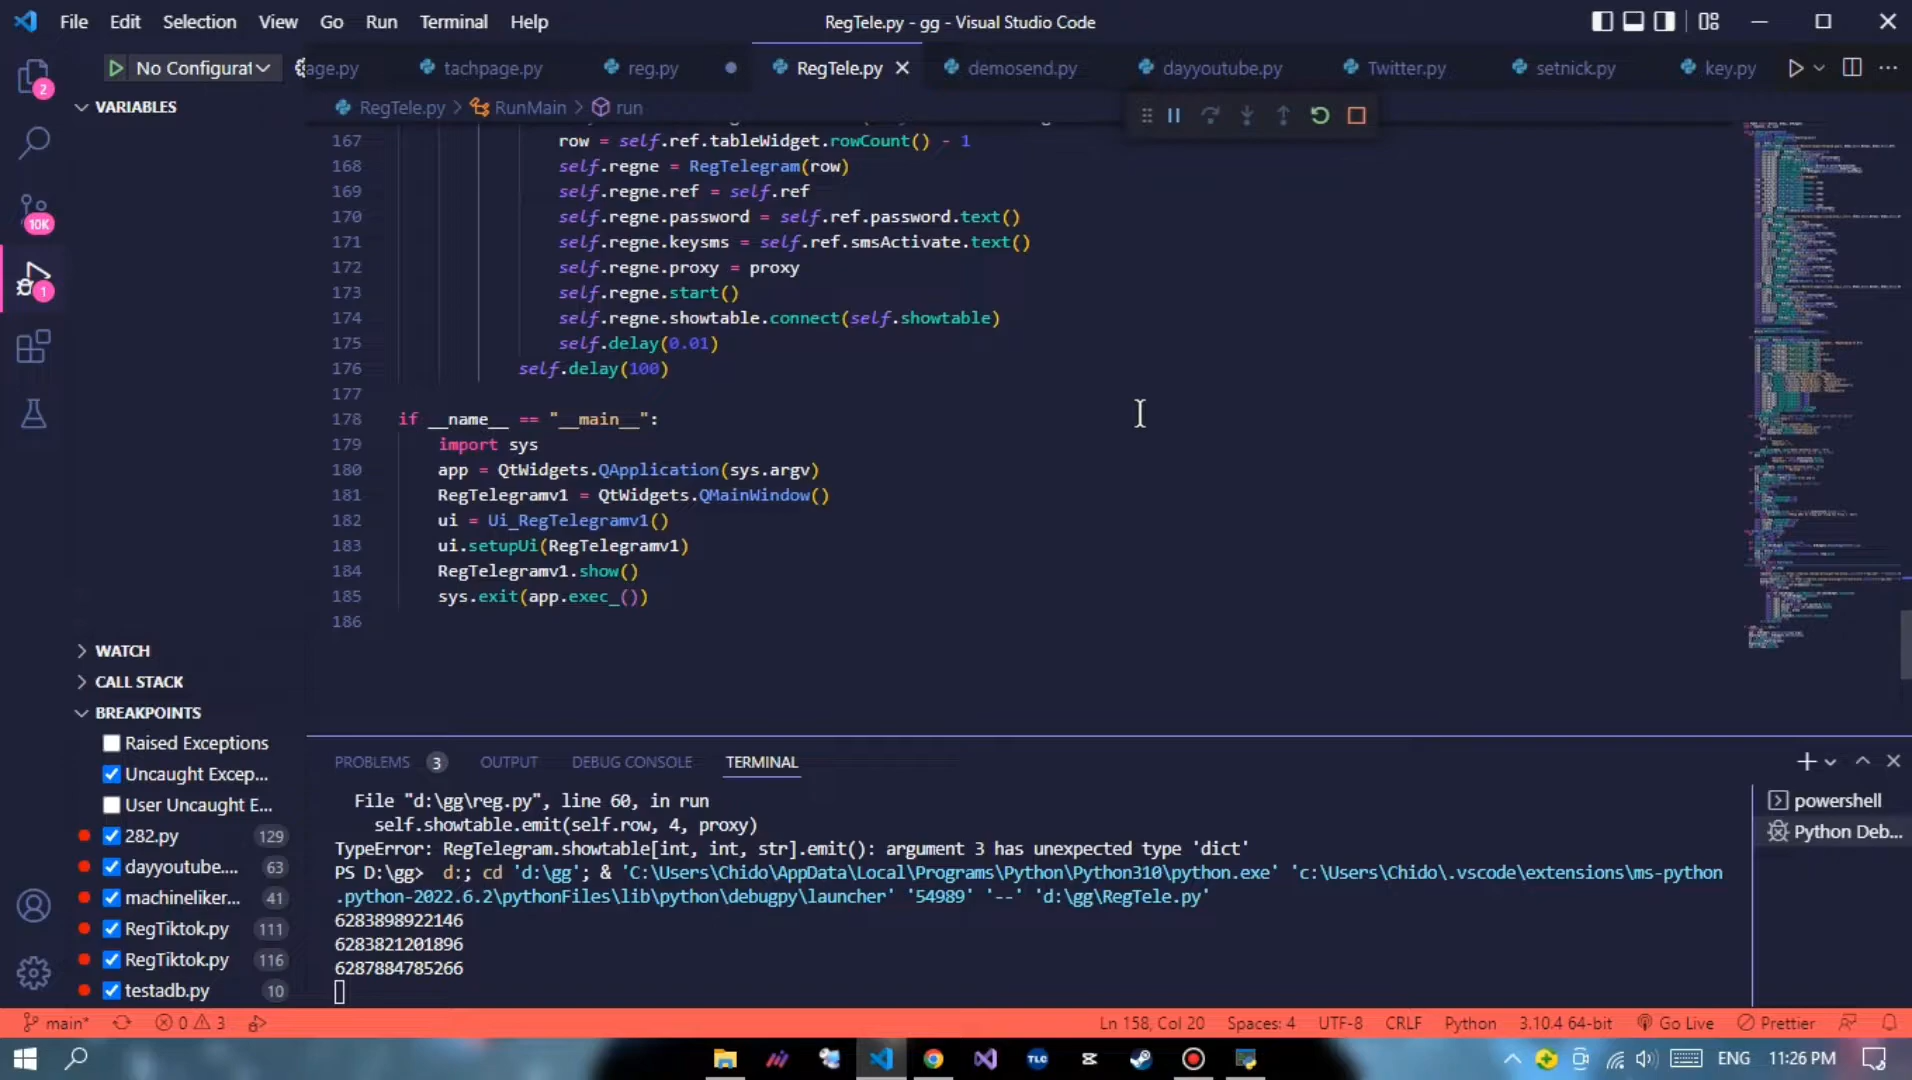 File Edit Selection View Go Run Terminal Help
RegTele.py - gg - Visual Studio Code
No Configurat
age.py
tachpage.py
reg.py
RegTele.py
demosend.py
dayyoutube.py
Twitter.py
setnick.py
key.py
2
10K
1
VARIABLES
RegTele.py > RunMain > run
167 row = self.ref.tableWidget.rowCount() - 1
168 self.regne = RegTelegram(row)
169 self.regne.ref = self.ref
170 self.regne.password = self.ref.password.text()
171 self.regne.keysms = self.ref.smsActivate.text()
172 self.regne.proxy = proxy
173 self.regne.start()
174 self.regne.showtable.connect(self.showtable)
175 self.delay(0.01)
176 self.delay(100)
177
178 if __name__ == "__main__":
179 import sys
180 app = QtWidgets.QApplication(sys.argv)
181 RegTelegramv1 = QtWidgets.QMainWindow()
182 ui = Ui_RegTelegramv1()
183 ui.setupUi(RegTelegramv1)
184 RegTelegramv1.show()
185 sys.exit(app.exec_())
186
WATCH
CALL STACK
BREAKPOINTS
Raised Exceptions
Uncaught Excep...
User Uncaught E...
282.py 129
dayyoutube.... 63
machineliker... 41
RegTiktok.py 111
RegTiktok.py 116
testadb.py 10
PROBLEMS 3 OUTPUT DEBUG CONSOLE TERMINAL
File "d:\gg\reg.py", line 60, in run
self.showtable.emit(self.row, 4, proxy)
TypeError: RegTelegram.showtable[int, int, str].emit(): argument 3 has unexpected type 'dict'
PS D:\gg> d:; cd 'd:\gg'; & 'C:\Users\Chido\AppData\Local\Programs\Python\Python310\python.exe' 'c:\Users\Chido\.vscode\extensions\ms-python
.python-2022.6.2\pythonFiles\lib\python\debugpy\launcher' '54989' '--' 'd:\gg\RegTele.py'
6283898922146
6283821201896
6287884785266
powershell
Python Deb...
main* 0 3
Ln 158, Col 20 Spaces: 4 UTF-8 CRLF Python 3.10.4 64-bit Go Live Prettier
TLC
ENG 11:26 PM